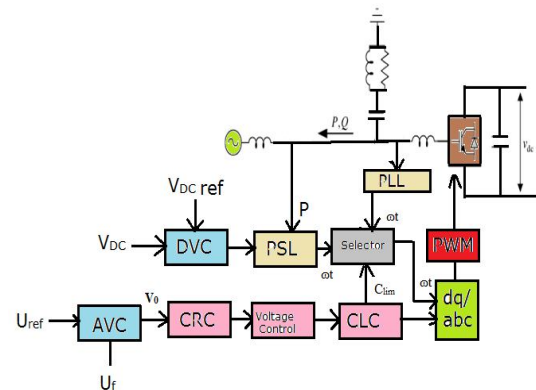 P,Q
v_dc
PLL
V_DC ref
P
ωt
V_DC
DVC
PSL
Selector
PWM
ωt
C_lim
ωt
V_0
U_ref
AVC
CRC
Voltage
Control
CLC
dq/
abc
U_f